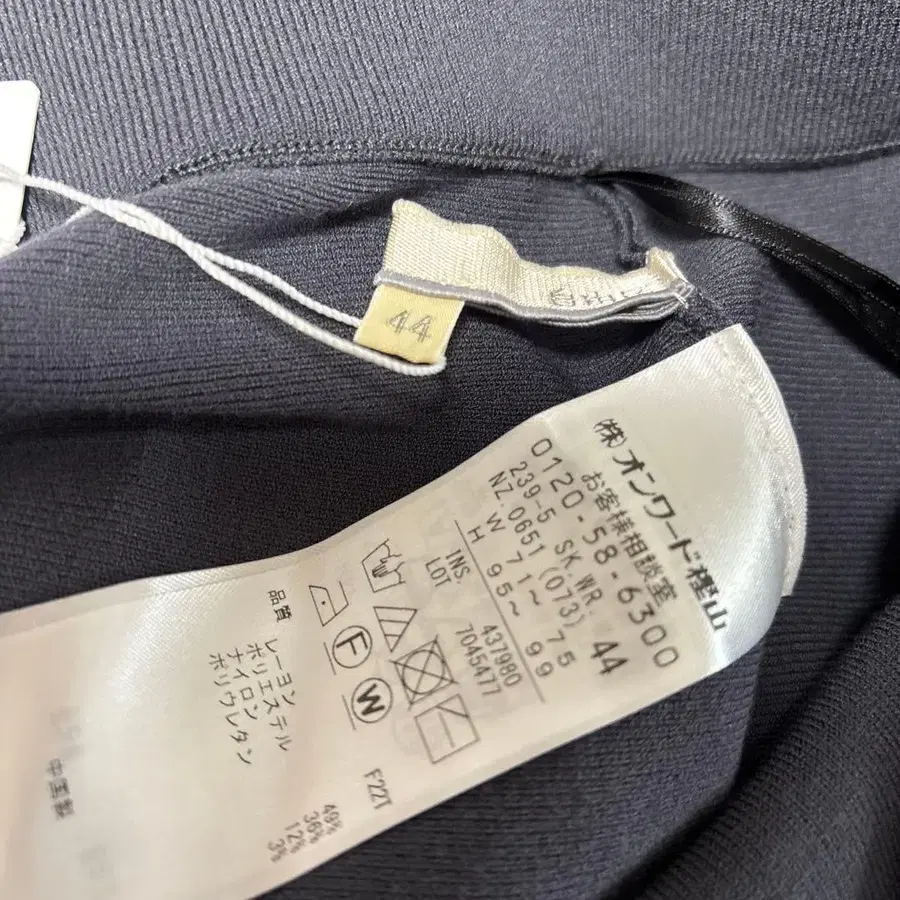 44
(株)オンワード樫山
お客様相談室
0120-58-6300
239-5 SK.WR. 44
NZ.0651 (073)
W 71~ 75
H 95~ 99
INS. 437980
LOT 7045477
F
W
F22T
品質
レーヨン 49%
ポリエステル 36%
ナイロン 12%
ポリウレタン 3%
中国製